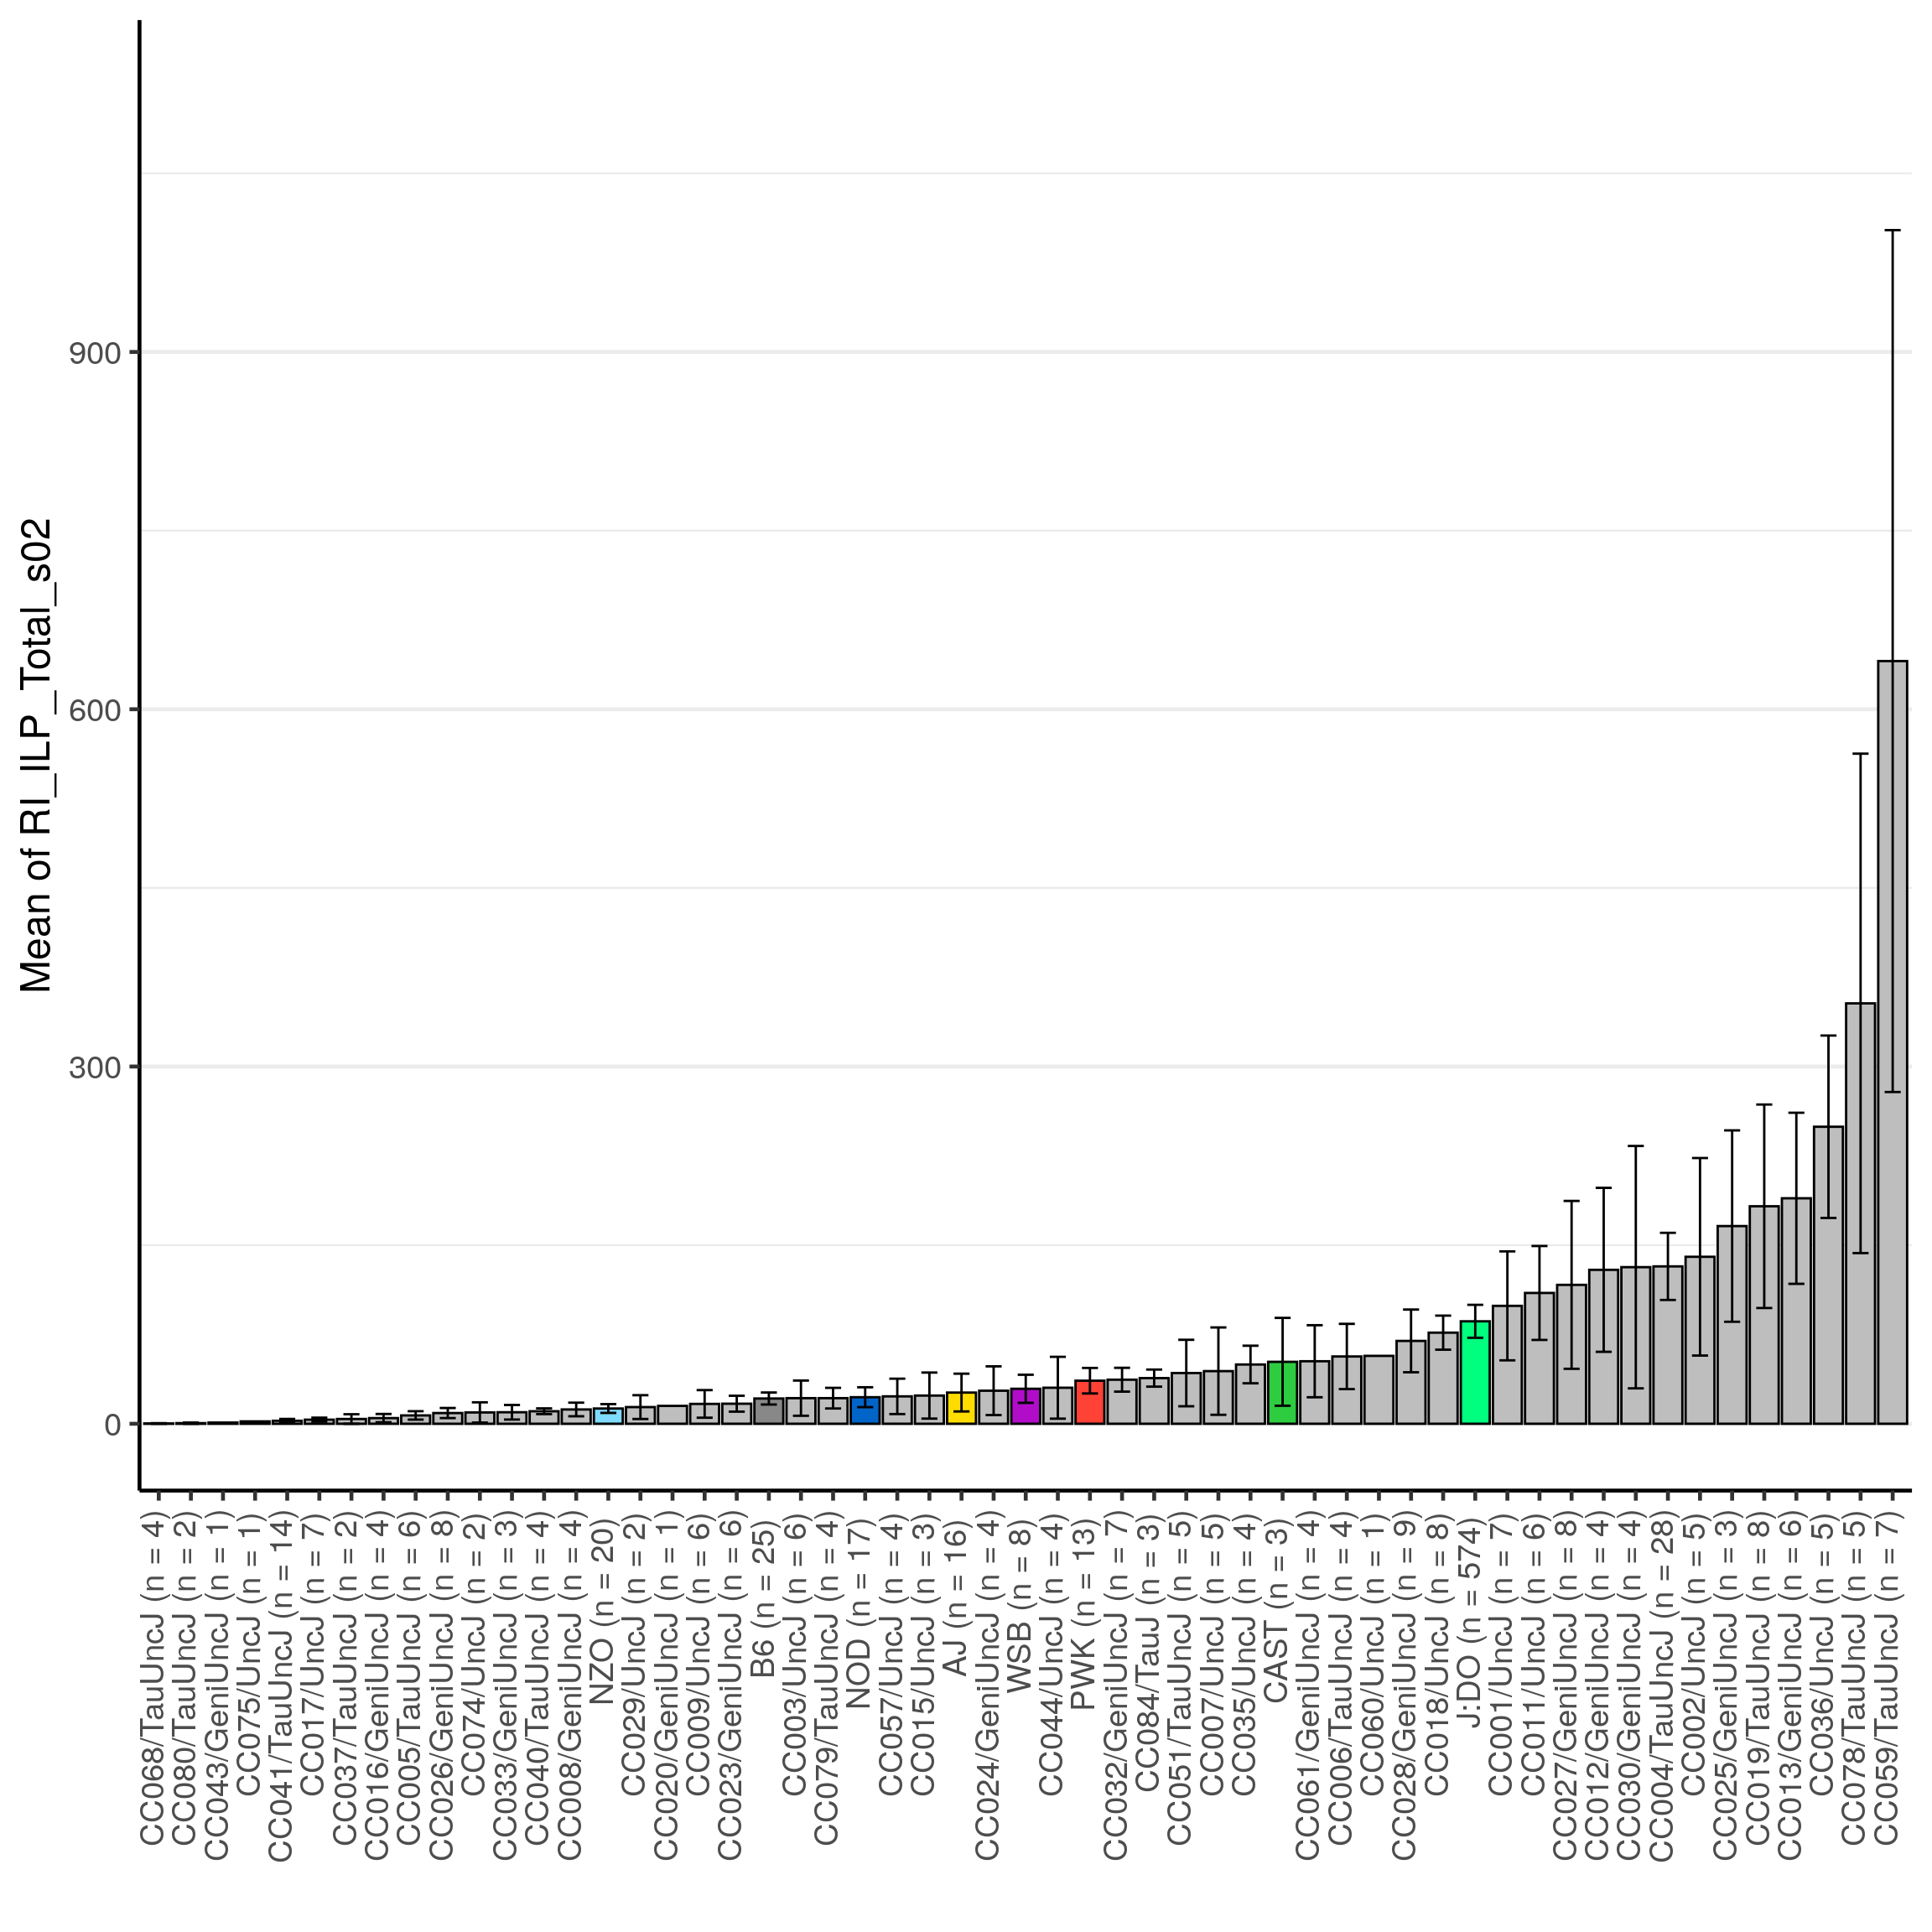 Mean of RI_ILP_Total_s02
900
600
300
0
CC068/TauUncJ (n = 4)
CC080/TauUncJ (n = 2)
CC043/GeniUncJ (n = 1)
CC075/UncJ (n = 1)
CC041/TauUncJ (n = 14)
CC017/UncJ (n = 7)
CC037/TauUncJ (n = 2)
CC016/GeniUncJ (n = 4)
CC005/TauUncJ (n = 6)
CC026/GeniUncJ (n = 8)
CC074/UncJ (n = 2)
CC033/GeniUncJ (n = 3)
CC040/TauUncJ (n = 4)
CC008/GeniUncJ (n = 4)
NZO (n = 20)
CC029/UncJ (n = 2)
CC020/GeniUncJ (n = 1)
CC009/UncJ (n = 6)
CC023/GeniUncJ (n = 6)
B6 (n = 25)
CC003/UncJ (n = 6)
CC079/TauUncJ (n = 4)
NOD (n = 17)
CC057/UncJ (n = 4)
CC015/UncJ (n = 3)
AJ (n = 16)
CC024/GeniUncJ (n = 4)
WSB (n = 8)
CC044/UncJ (n = 4)
PWK (n = 13)
CC032/GeniUncJ (n = 7)
CC084/TauJ (n = 3)
CC051/TauUncJ (n = 5)
CC007/UncJ (n = 5)
CC035/UncJ (n = 4)
CAST (n = 3)
CC061/GeniUncJ (n = 4)
CC006/TauUncJ (n = 4)
CC060/UncJ (n = 1)
CC028/GeniUncJ (n = 9)
CC018/UncJ (n = 8)
J:DO (n = 574)
CC001/UncJ (n = 7)
CC011/UncJ (n = 6)
CC027/GeniUncJ (n = 8)
CC012/GeniUncJ (n = 4)
CC030/GeniUncJ (n = 4)
CC004/TauUncJ (n = 28)
CC002/UncJ (n = 5)
CC025/GeniUncJ (n = 3)
CC019/TauUncJ (n = 8)
CC013/GeniUncJ (n = 6)
CC036/UncJ (n = 5)
CC078/TauUncJ (n = 5)
CC059/TauUncJ (n = 7)